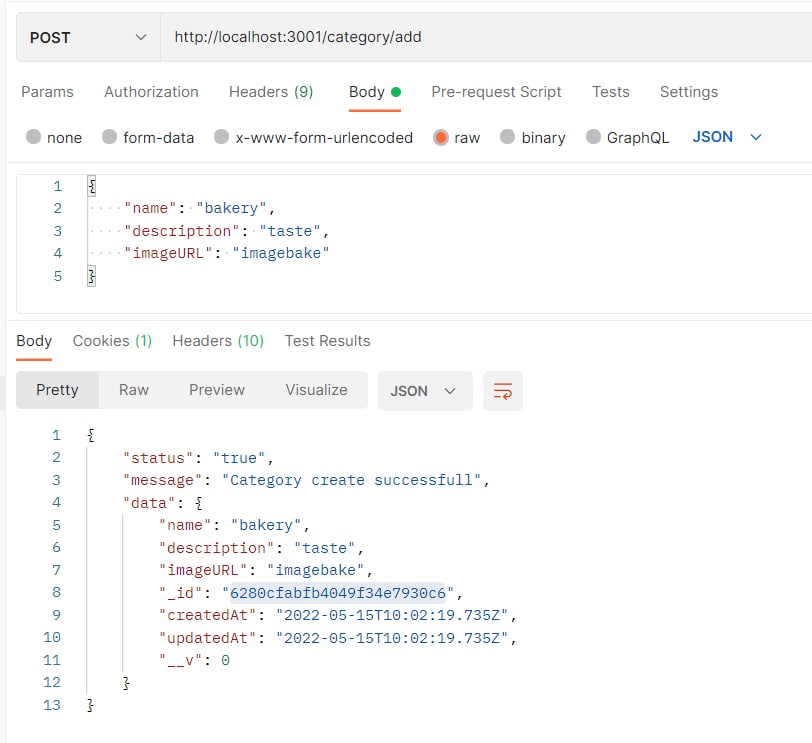 POST http://localhost:3001/category/add
Params Authorization Headers (9) Body Pre-request Script Tests Settings
none form-data x-www-form-urlencoded raw binary GraphQL JSON
1 {
2 ····"name":·"bakery",
3 ····"description":·"taste",
4 ····"imageURL":·"imagebake"
5 }
Body Cookies (1) Headers (10) Test Results
Pretty Raw Preview Visualize JSON
1 {
2 "status": "true",
3 "message": "Category create successfull",
4 "data": {
5 "name": "bakery",
6 "description": "taste",
7 "imageURL": "imagebake",
8 "_id": "6280cfabfb4049f34e7930c6",
9 "createdAt": "2022-05-15T10:02:19.735Z",
10 "updatedAt": "2022-05-15T10:02:19.735Z",
11 "__v": 0
12 }
13 }